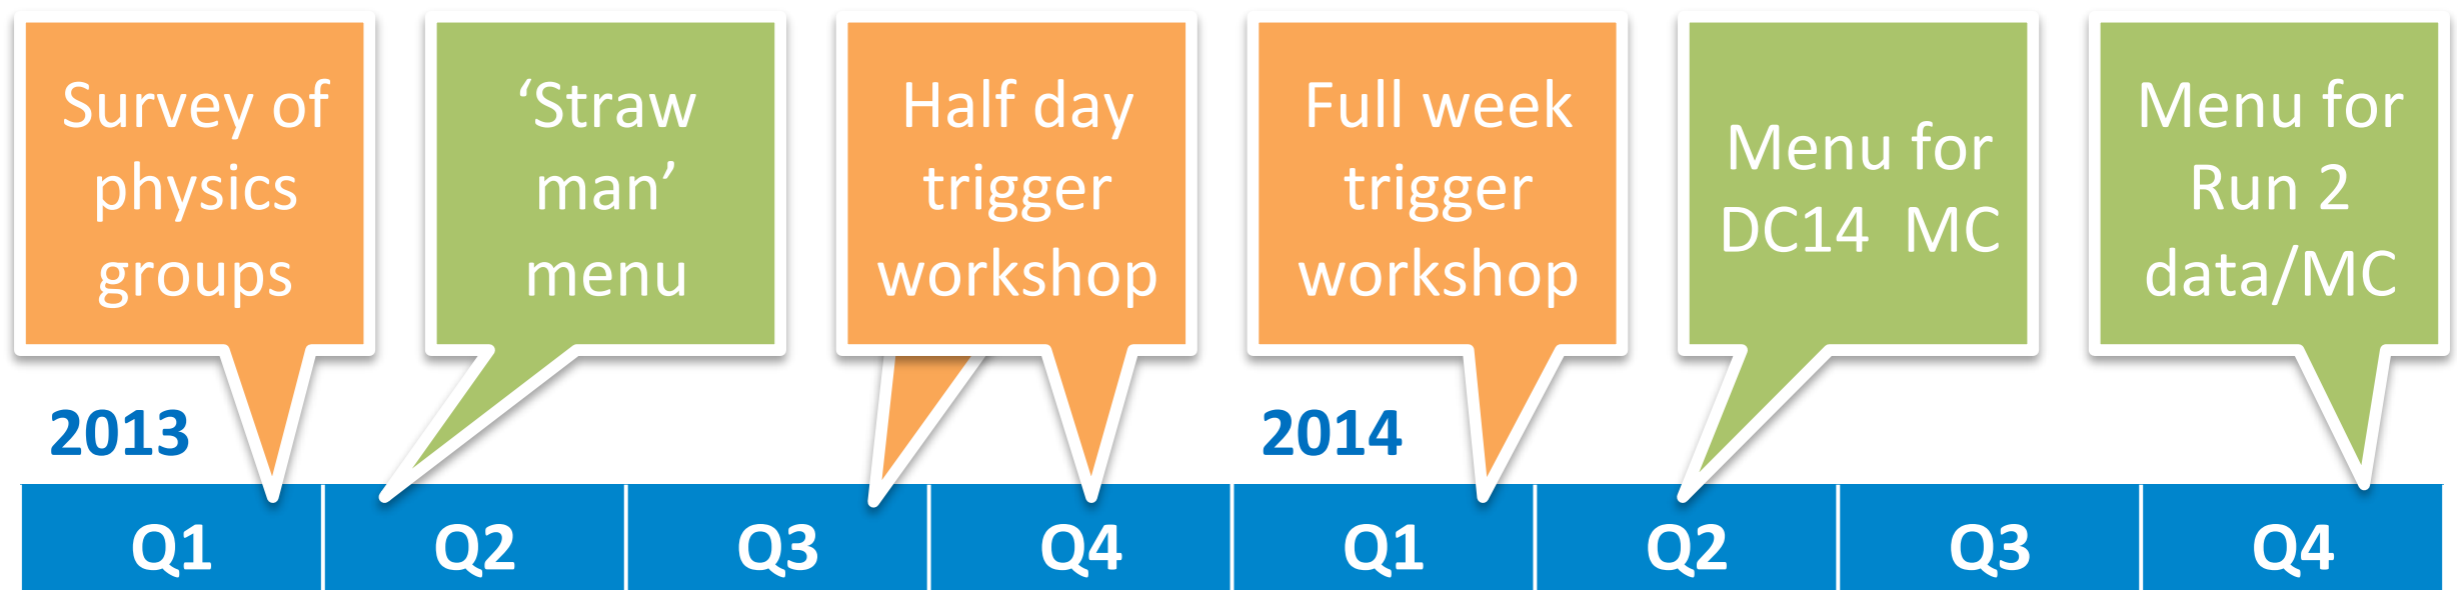 Survey of
physics
groups
‘Straw
man’
menu
Half day
trigger
workshop
Full week
trigger
workshop
Menu for
DC14 MC
Menu for
Run 2
data/MC
2013
2014
Q1
Q2
Q3
Q4
Q1
Q2
Q3
Q4